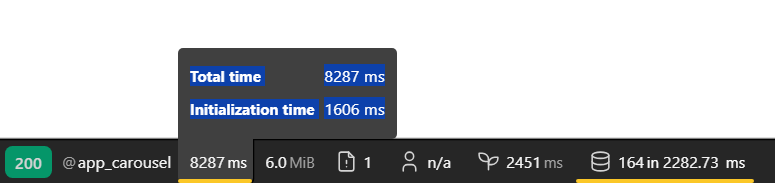 Total time 8287 ms
Initialization time 1606 ms
200 @app_carousel 8287 ms 6.0 MiB 1 n/a 2451 ms 164 in 2282.73 ms